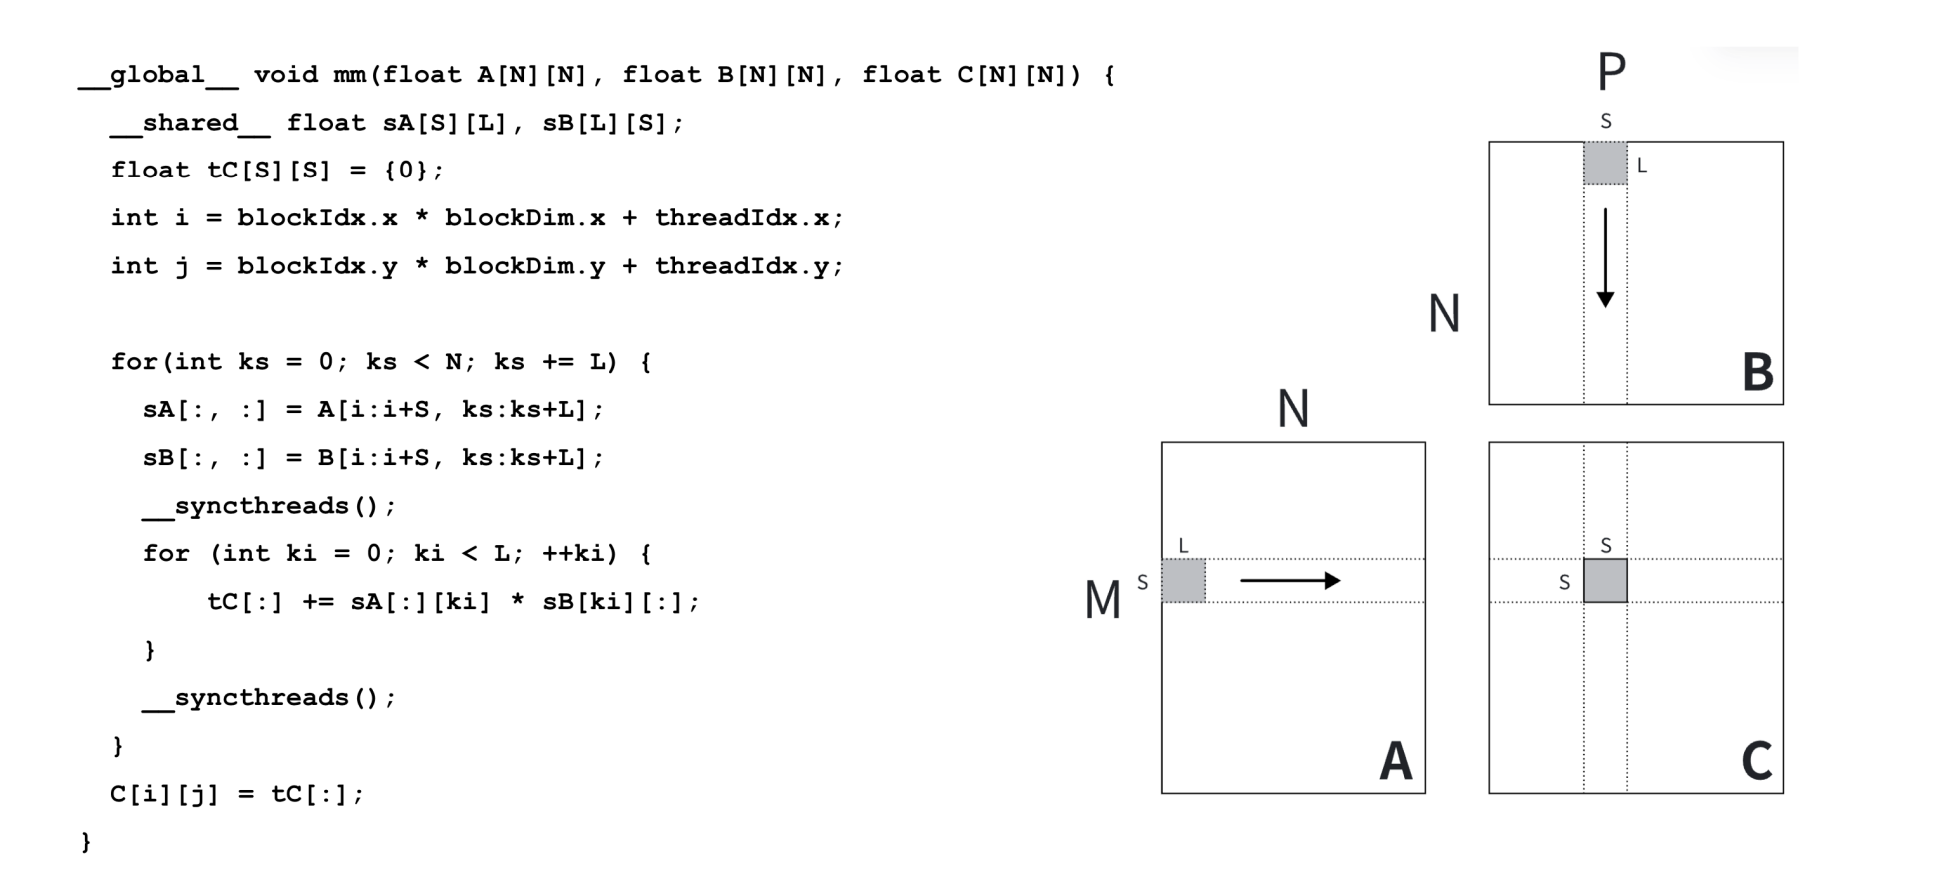 __global__ void mm(float A[N][N], float B[N][N], float C[N][N]) {
__shared__ float sA[S][L], sB[L][S];
float tC[S][S] = {0};
int i = blockIdx.x * blockDim.x + threadIdx.x;
int j = blockIdx.y * blockDim.y + threadIdx.y;
for(int ks = 0; ks < N; ks += L) {
sA[:, :] = A[i:i+S, ks:ks+L];
sB[:, :] = B[i:i+S, ks:ks+L];
__syncthreads();
for (int ki = 0; ki < L; ++ki) {
tC[:] += sA[:][ki] * sB[ki][:];
}
__syncthreads();
}
C[i][j] = tC[:];
}
P
S
L
N
B
N
L
S
M
A
S
S
C